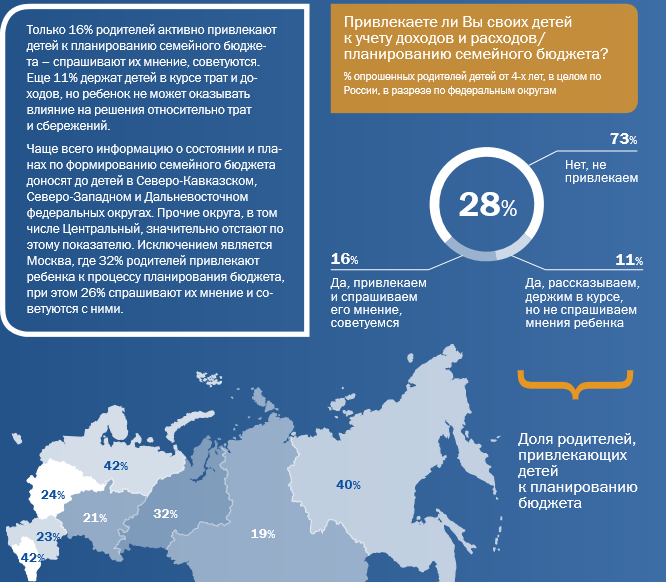 Только 16% родителей активно привлекают
детей к планированию семейного бюдже-
та – спрашивают их мнение, советуются.
Еще 11% держат детей в курсе трат и до-
ходов, но ребенок не может оказывать
влияние на решения относительно трат
и сбережений.
Чаще всего информацию о состоянии и пла-
нах по формированию семейного бюджета
доносят до детей в Северо-Кавказском,
Северо-Западном и Дальневосточном
федеральных округах. Прочие округа, в том
числе Центральный, значительно отстают по
этому показателю. Исключением является
Москва, где 32% родителей привлекают
ребенка к процессу планирования бюджета,
при этом 26% спрашивают их мнение и со-
ветуются с ними.
Привлекаете ли Вы своих детей
к учету доходов и расходов/
планированию семейного бюджета?
% опрошенных родителей детей от 4-х лет, в целом по
России, в разрезе по федеральным округам
73%
Нет, не
привлекаем
28%
16%
Да, привлекаем
и спрашиваем
его мнение,
советуемся
11%
Да, рассказываем,
держим в курсе,
но не спрашиваем
мнения ребенка
Доля родителей,
привлекающих
детей
к планированию
бюджета
42%
24%
21%
32%
40%
23%
19%
42%